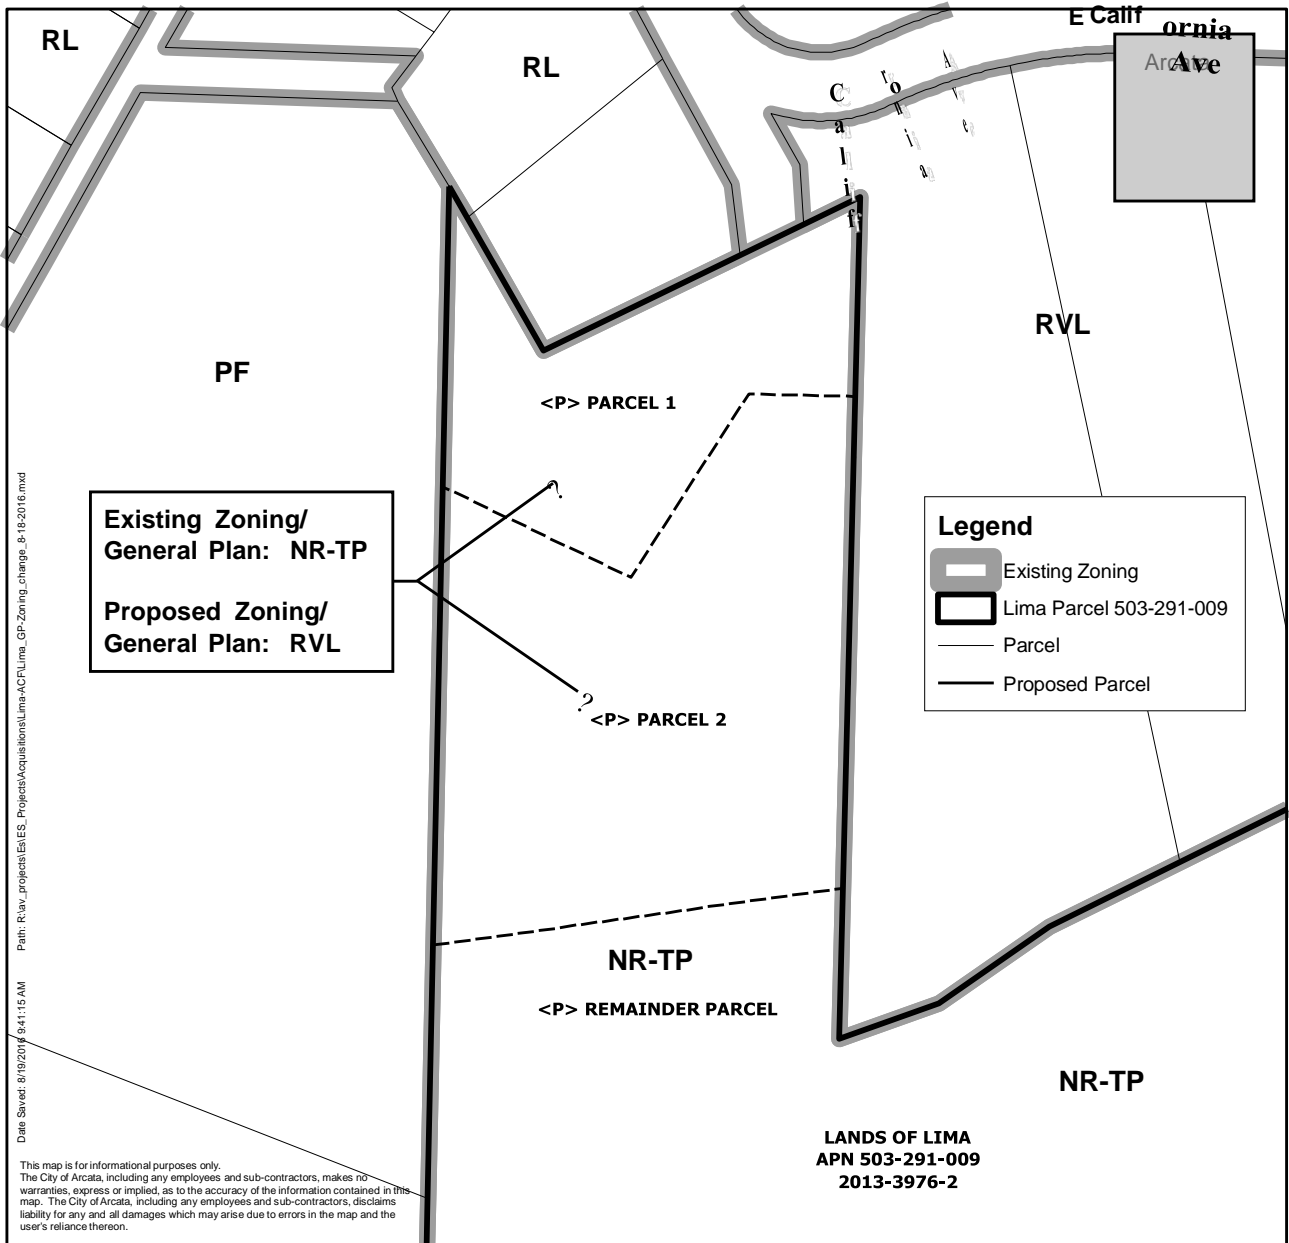 E Calif
ornia
Ave
RL
RL
California Ave
RVL
PF
<P> PARCEL 1
Existing Zoning/
General Plan: NR-TP
Proposed Zoning/
General Plan: RVL
?
?
<P> PARCEL 2
Legend
Existing Zoning
Lima Parcel 503-291-009
Parcel
Proposed Parcel
NR-TP
<P> REMAINDER PARCEL
NR-TP
LANDS OF LIMA
APN 503-291-009
2013-3976-2
Date Saved: 8/19/2016 9:41:15 AM
Path: R:\av_projects\Es\ES_Projects\Acquisitions\Lima-ACF\Lima_GP-Zoning_change_8-18-2016.mxd
This map is for informational purposes only.
The City of Arcata, including any employees and sub-contractors, makes no
warranties, express or implied, as to the accuracy of the information contained in this
map. The City of Arcata, including any employees and sub-contractors, disclaims
liability for any and all damages which may arise due to errors in the map and the
user's reliance thereon.